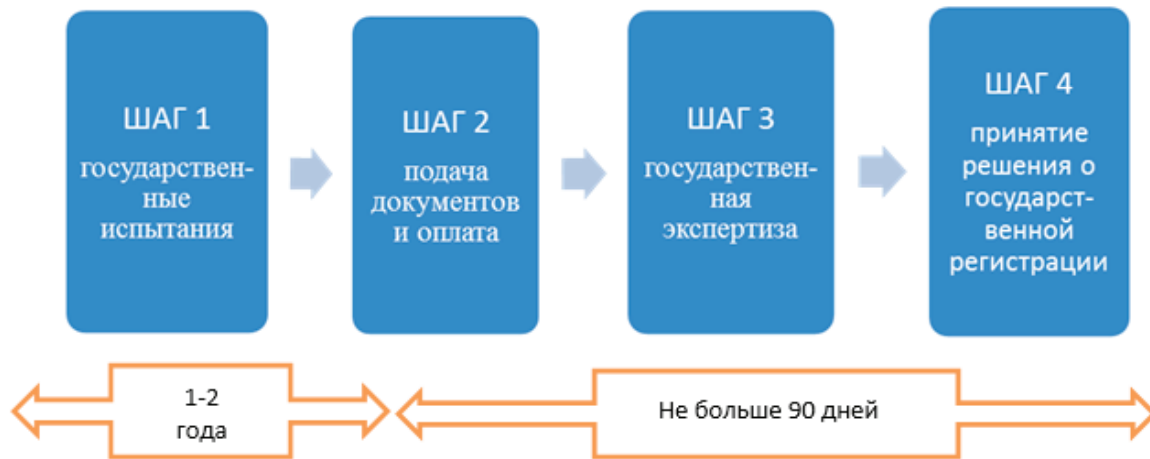 ШАГ 1
государствен-
ные
испытания
ШАГ 2
подача
документов
и оплата
ШАГ 3
государствен-
ная
экспертиза
ШАГ 4
принятие
решения о
государст-
венной
регистрации
1-2
года
Не больше 90 дней